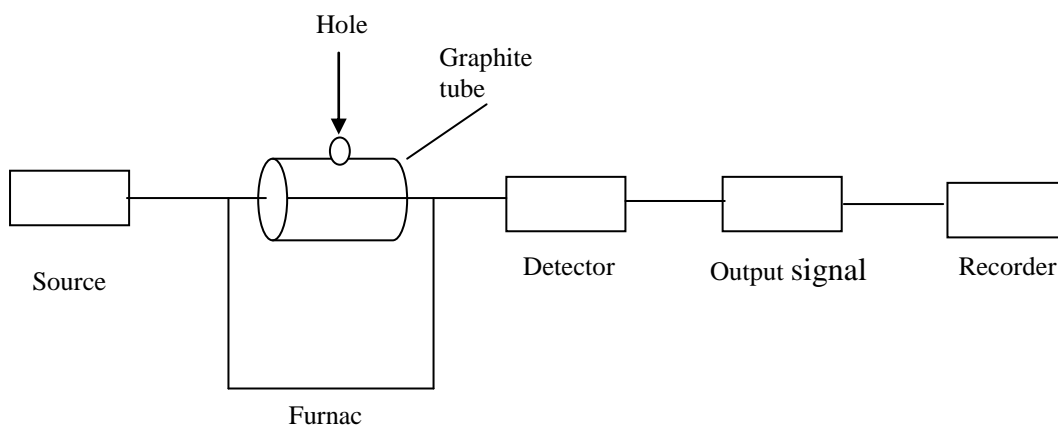 Hole
Graphite
tube
Source
Detector
Output signal
Recorder
Furnac